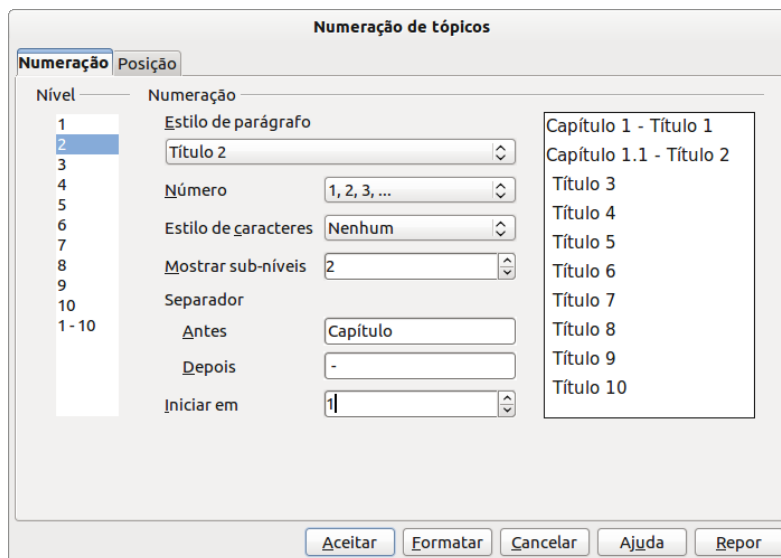 Numeração de tópicos
Numeração Posição
Nível
1
2
3
4
5
6
7
8
9
10
1 - 10
Numeração
Estilo de parágrafo
Título 2
Número 1, 2, 3, ...
Estilo de caracteres Nenhum
Mostrar sub-níveis 2
Separador
Antes Capítulo
Depois -
Iniciar em 1
Capítulo 1 - Título 1
Capítulo 1.1 - Título 2
Título 3
Título 4
Título 5
Título 6
Título 7
Título 8
Título 9
Título 10
Aceitar Formatar Cancelar Ajuda Repor